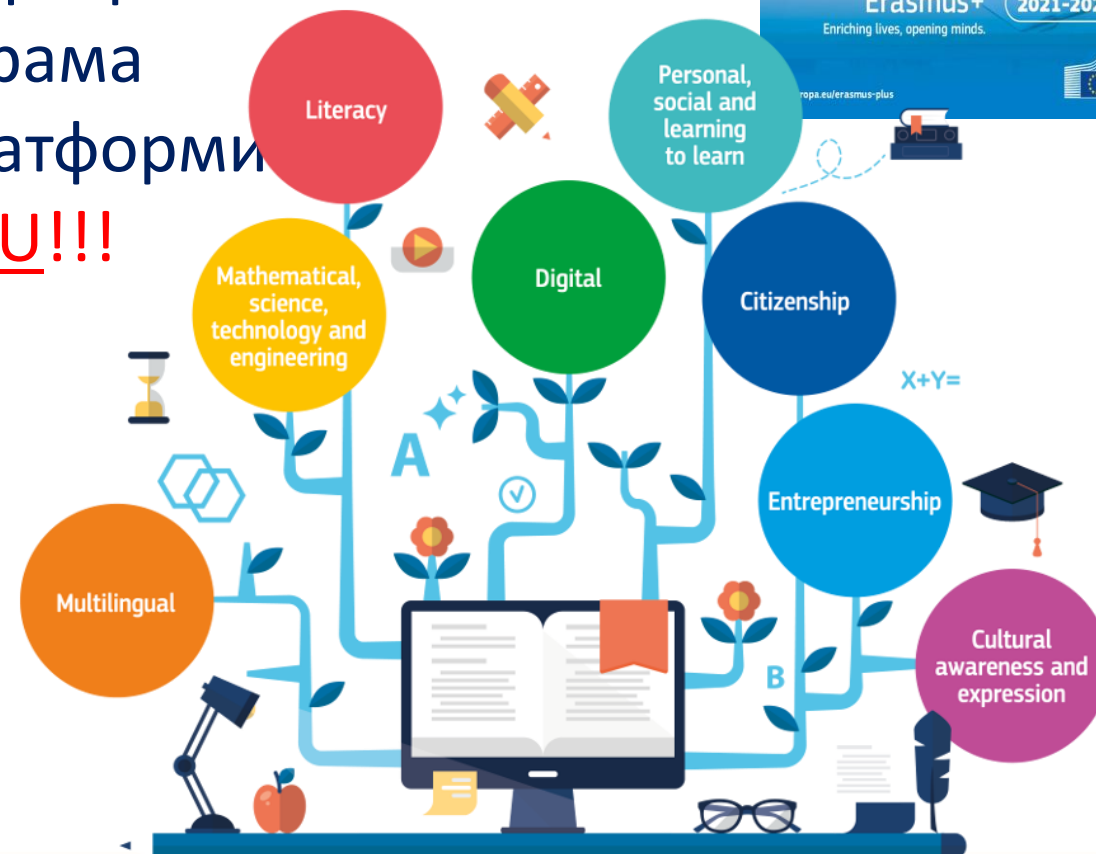 рама
атформи
U!!!
Erasmus+
2021-202
Enriching lives, opening minds.
ropa.eu/erasmus-plus
Literacy
Personal,
social and
learning
to learn
Mathematical,
science,
technology and
engineering
Digital
Citizenship
X+Y=
A
Entrepreneurship
Multilingual
B
Cultural
awareness and
expression